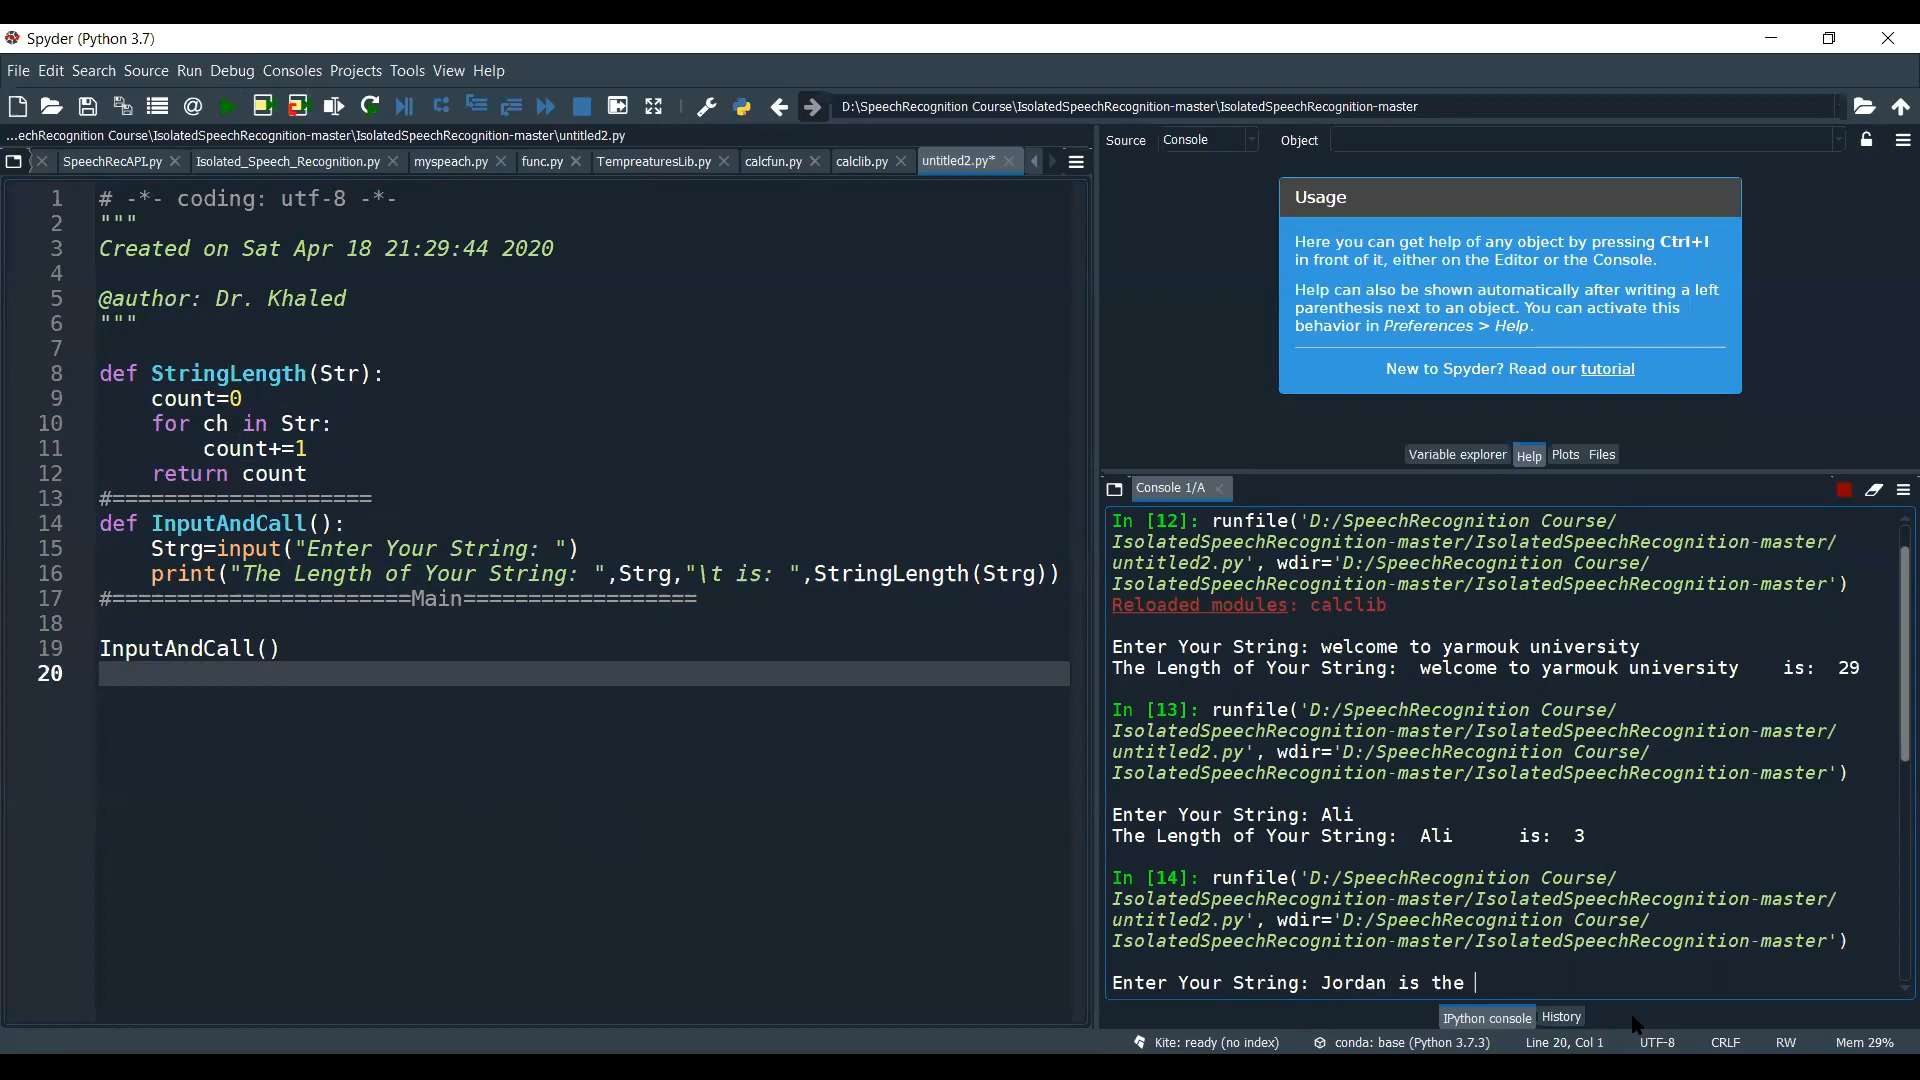 Spyder (Python 3.7)
File Edit Search Source Run Debug Consoles Projects Tools View Help
D:\SpeechRecognition Course\IsolatedSpeechRecognition-master\IsolatedSpeechRecognition-master
...echRecognition Course\IsolatedSpeechRecognition-master\IsolatedSpeechRecognition-master\untitled2.py
SpeechRecAPI.py Isolated_Speech_Recognition.py myspeach.py func.py TempreaturesLib.py calcfun.py calclib.py untitled2.py*
1 # -*- coding: utf-8 -*-
2 """
3 Created on Sat Apr 18 21:29:44 2020
4
5 @author: Dr. Khaled
6 """
7
8 def StringLength(Str):
9     count=0
10     for ch in Str:
11         count+=1
12     return count
13 #====================
14 def InputAndCall():
15     Strg=input("Enter Your String: ")
16     print("The Length of Your String: ",Strg,"\t is: ",StringLength(Strg))
17 #=======================Main==================
18
19 InputAndCall()
20
Source Console Object
Usage
Here you can get help of any object by pressing Ctrl+I
in front of it, either on the Editor or the Console.
Help can also be shown automatically after writing a left
parenthesis next to an object. You can activate this
behavior in Preferences > Help.
New to Spyder? Read our tutorial
Variable explorer Help Plots Files
Console 1/A
In [12]: runfile('D:/SpeechRecognition Course/
IsolatedSpeechRecognition-master/IsolatedSpeechRecognition-master/
untitled2.py', wdir='D:/SpeechRecognition Course/
IsolatedSpeechRecognition-master/IsolatedSpeechRecognition-master')
Reloaded modules: calclib
Enter Your String: welcome to yarmouk university
The Length of Your String:  welcome to yarmouk university    is:  29
In [13]: runfile('D:/SpeechRecognition Course/
IsolatedSpeechRecognition-master/IsolatedSpeechRecognition-master/
untitled2.py', wdir='D:/SpeechRecognition Course/
IsolatedSpeechRecognition-master/IsolatedSpeechRecognition-master')
Enter Your String: Ali
The Length of Your String:  Ali      is:  3
In [14]: runfile('D:/SpeechRecognition Course/
IsolatedSpeechRecognition-master/IsolatedSpeechRecognition-master/
untitled2.py', wdir='D:/SpeechRecognition Course/
IsolatedSpeechRecognition-master/IsolatedSpeechRecognition-master')
Enter Your String: Jordan is the
IPython console History
Kite: ready (no index) conda: base (Python 3.7.3) Line 20, Col 1 UTF-8 CRLF RW Mem 29%